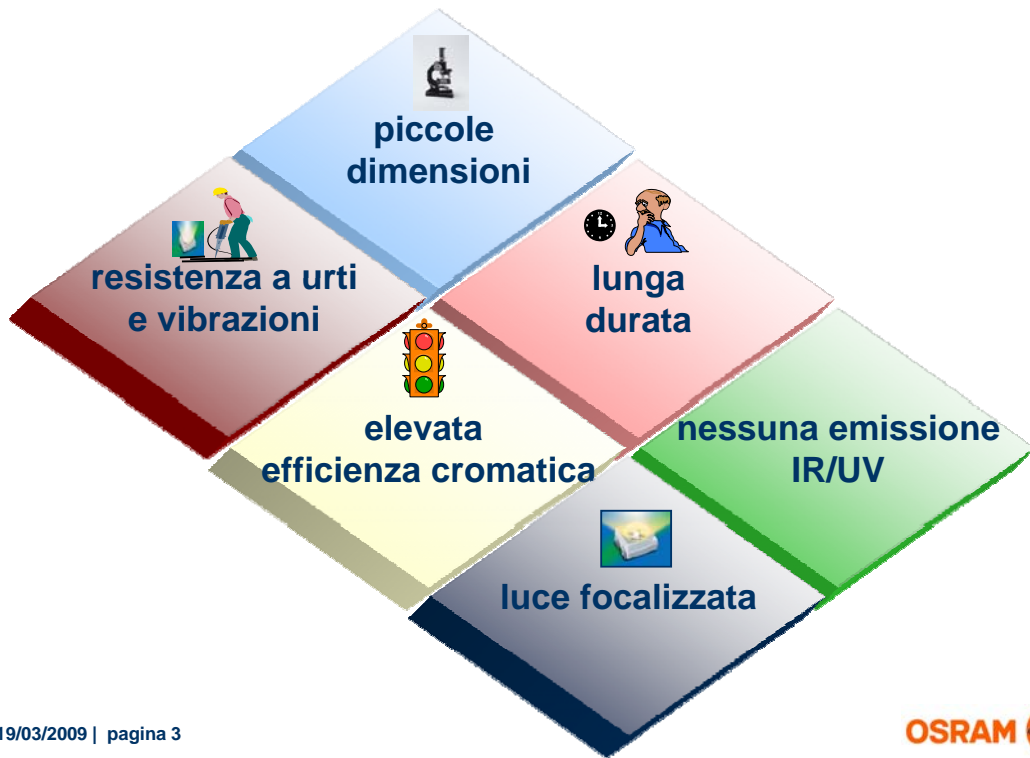 piccole
dimensioni
resistenza a urti
e vibrazioni
lunga
durata
elevata
efficienza cromatica
nessuna emissione
IR/UV
luce focalizzata
19/03/2009 | pagina 3
OSRAM